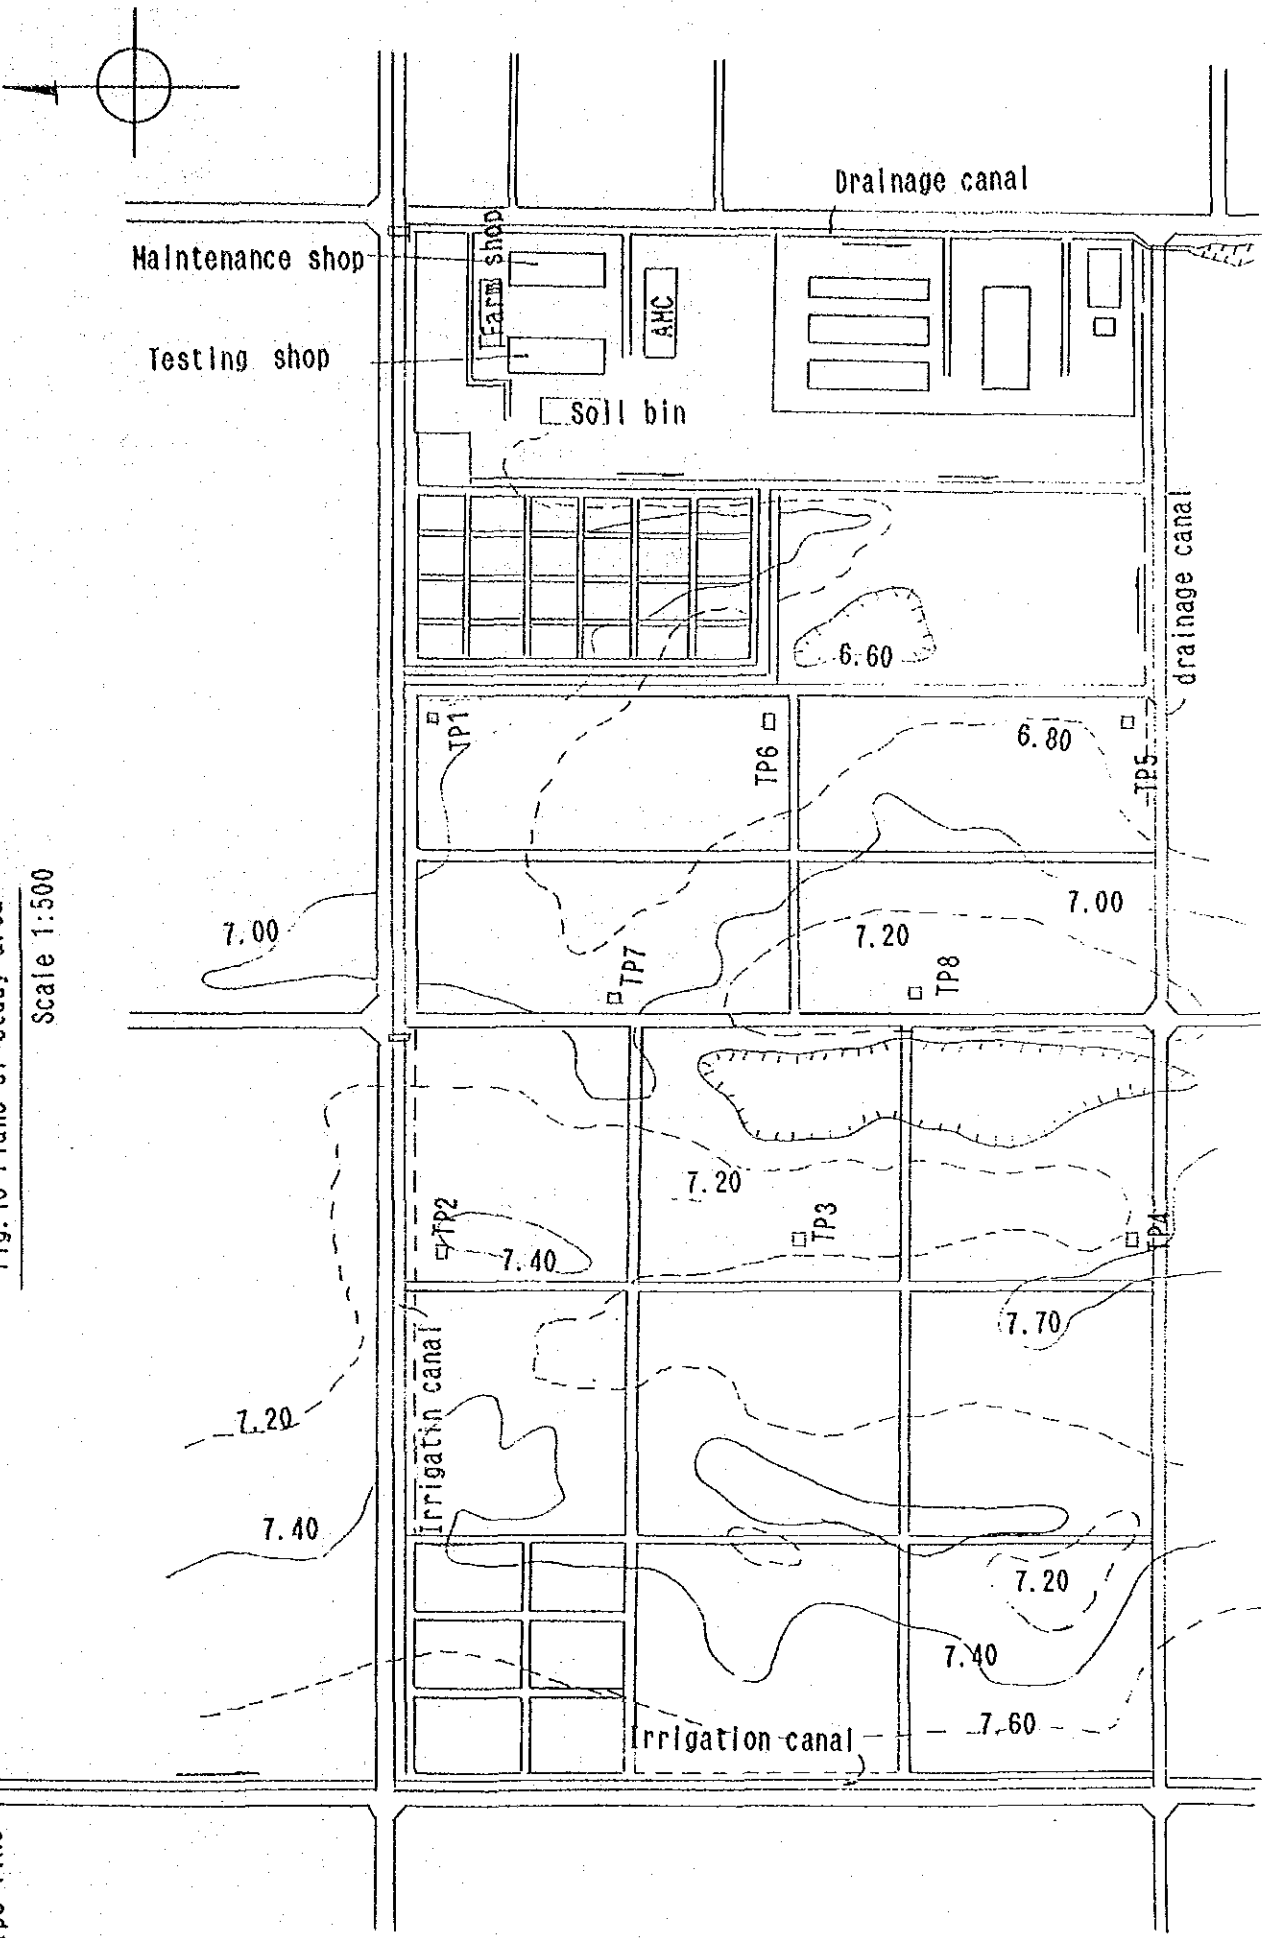 Drainage canal
Maintenance shop
Farm shop
AMC
Testing shop
Soil bin
drainage canal
6.60
TP1
TP6
6.80
TP5
Scale 1:500
7.00
7.00
7.20
TP7
TP8
7.20
TP2
TP3
TP4
7.40
7.70
Irrigatin canal
7.20
7.40
7.20
7.40
7.60
Irrigation canal